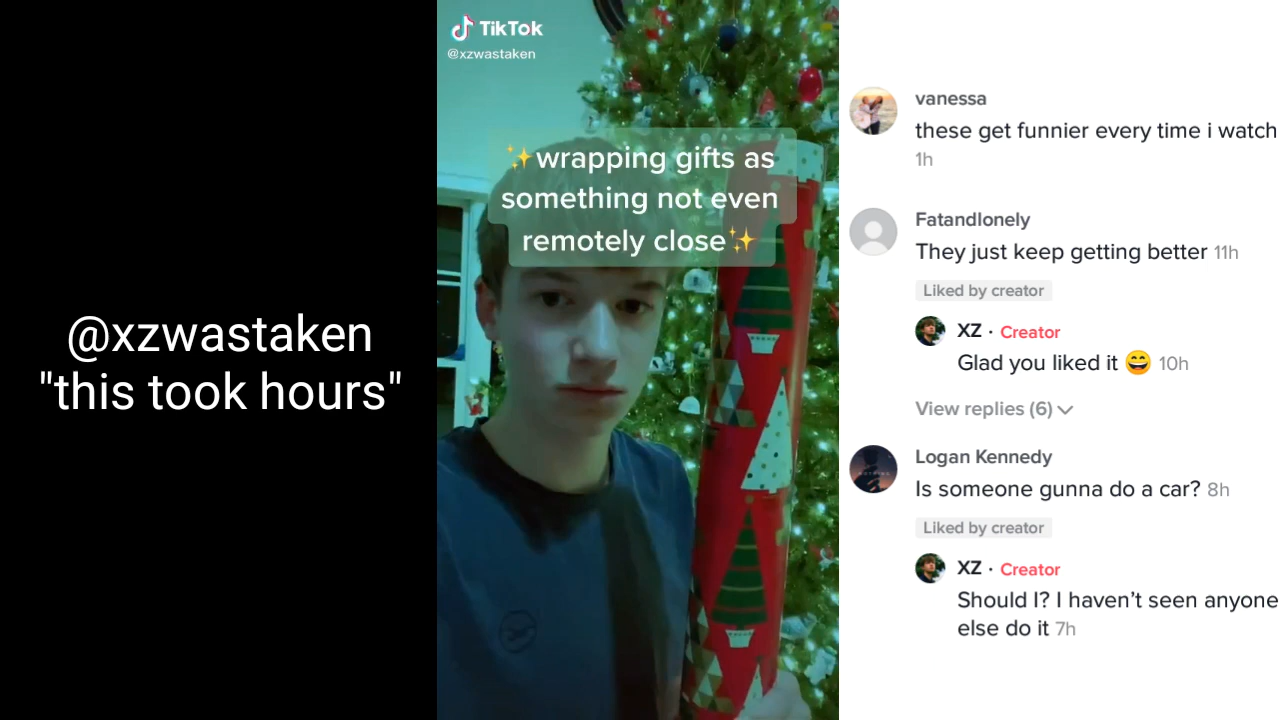 @xzwastaken
"this took hours"
TikTok
@xzwastaken
✨wrapping gifts as
something not even
remotely close✨
vanessa
these get funnier every time i watch
1h
Fatandlonely
They just keep getting better 11h
Liked by creator
XZ · Creator
Glad you liked it 😄 10h
View replies (6)
Logan Kennedy
Is someone gunna do a car? 8h
Liked by creator
XZ · Creator
Should I? I haven't seen anyone
else do it 7h